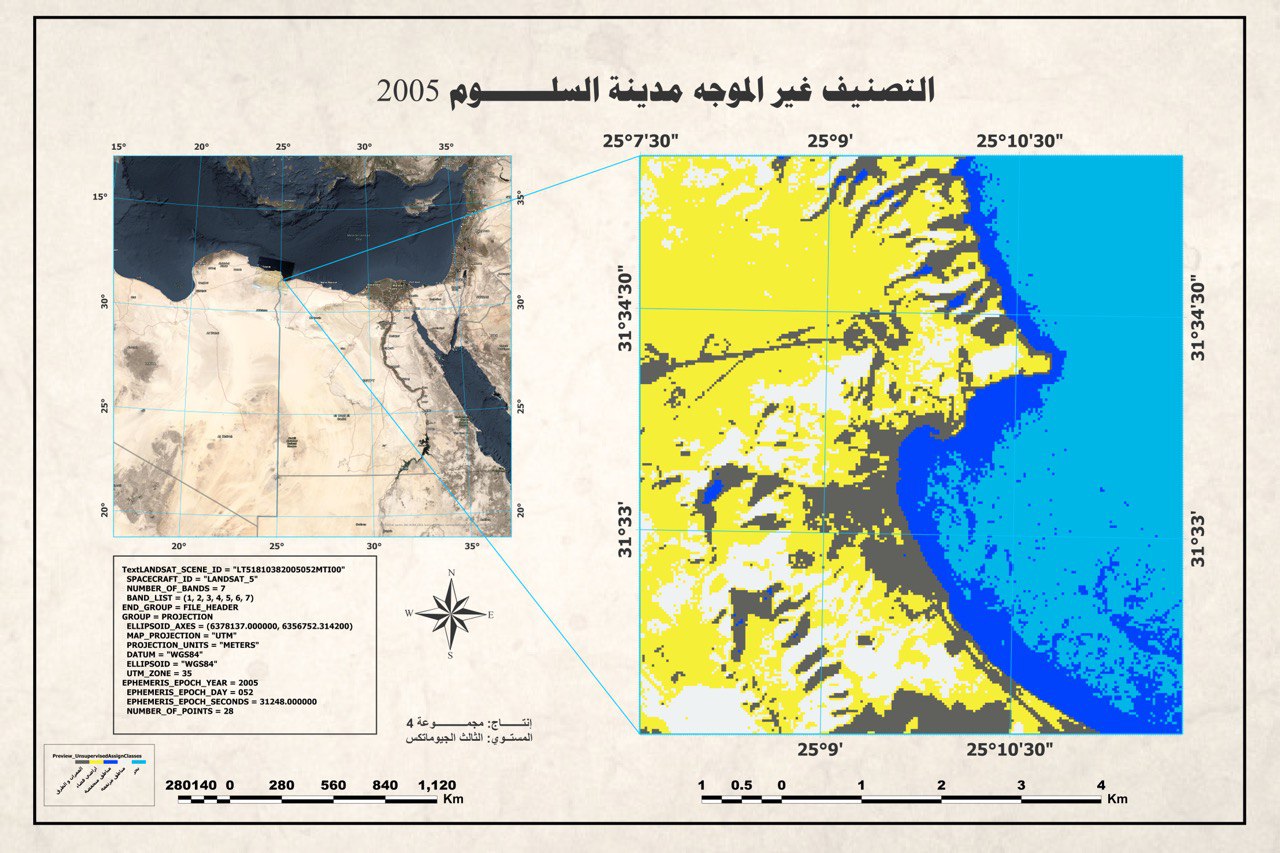 التصنيف غير الموجه مدينة السلـــــــوم 2005
15° 20° 25° 30° 35°
15°
35°
30°
30°
25°
25°
20°
20°
20° 25° 30° 35°
25°7'30" 25°9' 25°10'30"
31°34'30"
31°34'30"
31°33'
31°33'
25°9' 25°10'30"
TextLANDSAT_SCENE_ID = "LT51810382005052MTI00"
SPACECRAFT_ID = "LANDSAT_5"
NUMBER_OF_BANDS = 7
BAND_LIST = (1, 2, 3, 4, 5, 6, 7)
END_GROUP = FILE_HEADER
GROUP = PROJECTION
ELLIPSOID_AXES = (6378137.000000, 6356752.314200)
MAP_PROJECTION = "UTM"
PROJECTION_UNITS = "METERS"
DATUM = "WGS84"
ELLIPSOID = "WGS84"
UTM_ZONE = 35
EPHEMERIS_EPOCH_YEAR = 2005
EPHEMERIS_EPOCH_DAY = 052
EPHEMERIS_EPOCH_SECONDS = 31248.000000
NUMBER_OF_POINTS = 28
N
W
E
S
إنتــــاج: مجمـــــــوعة 4
المستــوي: الثالث الجيوماتكس
Preview_UnsupervisedAssignClasses
بحر
280140 0 280 560 840 1,120
Km
1 0.5 0 1 2 3 4
Km